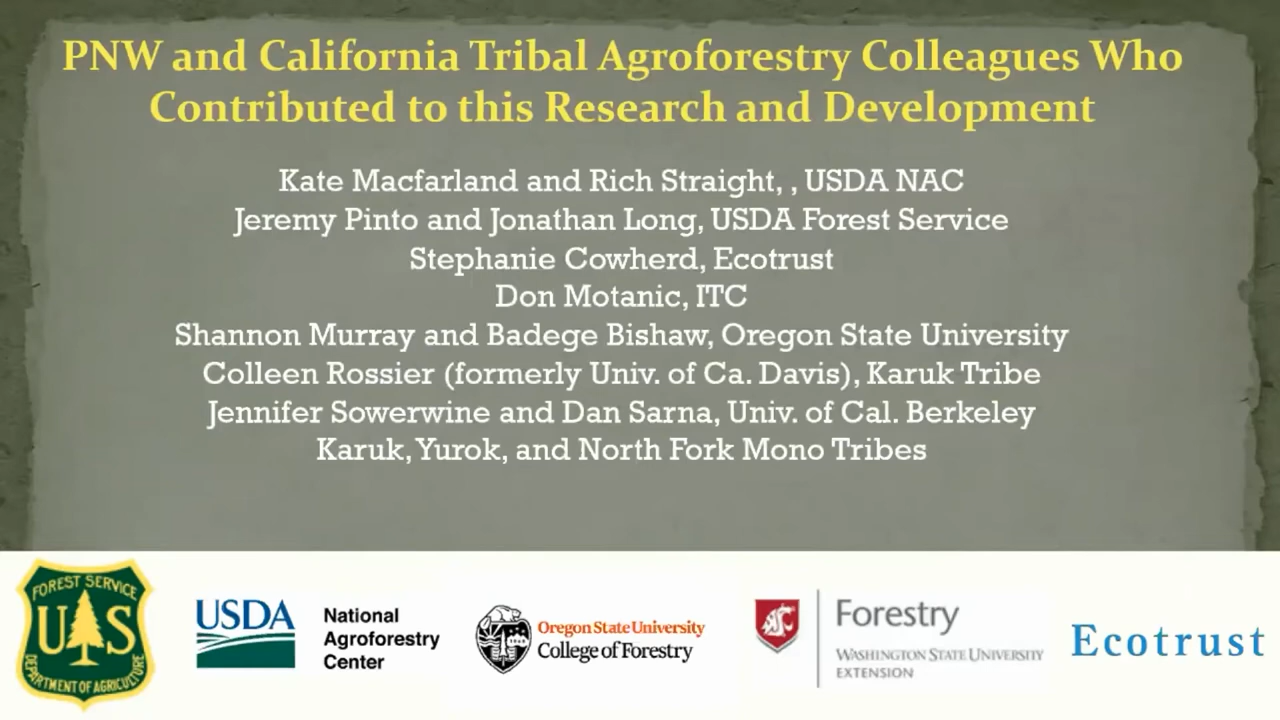 PNW and California Tribal Agroforestry Colleagues Who
Contributed to this Research and Development
Kate Macfarland and Rich Straight, , USDA NAC
Jeremy Pinto and Jonathan Long, USDA Forest Service
Stephanie Cowherd, Ecotrust
Don Motanic, ITC
Shannon Murray and Badege Bishaw, Oregon State University
Colleen Rossier (formerly Univ. of Ca. Davis), Karuk Tribe
Jennifer Sowerwine and Dan Sarna, Univ. of Cal. Berkeley
Karuk, Yurok, and North Fork Mono Tribes
FOREST SERVICE
UAS
DEPARTMENT OF AGRICULTURE
USDA
National
Agroforestry
Center
Oregon State University
College of Forestry
Forestry
WASHINGTON STATE UNIVERSITY
EXTENSION
Ecotrust